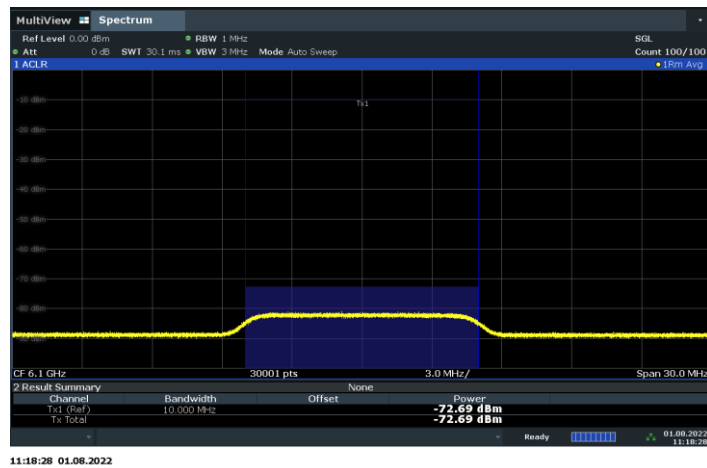 MultiView Spectrum
Ref Level 0.00 dBm RBW 1 MHz SGL
Att 0 dB SWT 30.1 ms VBW 3 MHz Mode Auto Sweep Count 100/100
1 ACLR 1Rm Avg
Tx1
-10 dBm
-20 dBm
-30 dBm
-40 dBm
-50 dBm
-60 dBm
-70 dBm
-80 dBm
CF 6.1 GHz 30001 pts 3.0 MHz/ Span 30.0 MHz
2 Result Summary None
Channel Bandwidth Offset Power
Tx1 (Ref) 10.000 MHz -72.69 dBm
Tx Total -72.69 dBm
Ready 01.08.2022
11:18:28
11:18:28 01.08.2022